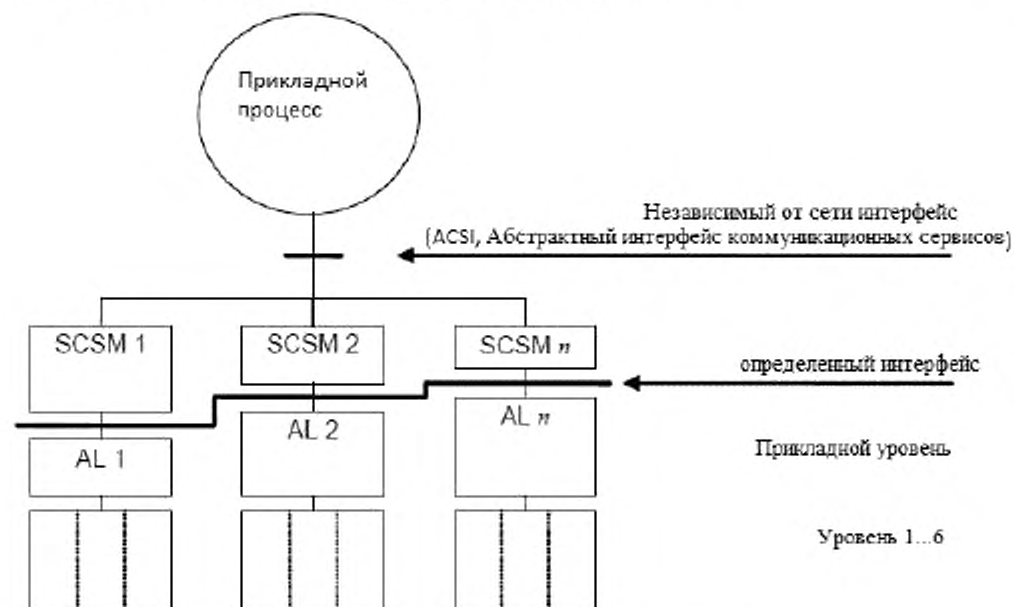 Прикладной
процесс
Независимый от сети интерфейс
(ACSI, Абстрактный интерфейс коммуникационных сервисов)
SCSM 1
SCSM 2
SCSM n
определенный интерфейс
AL 1
AL 2
AL n
Прикладной уровень
Уровень 1...6